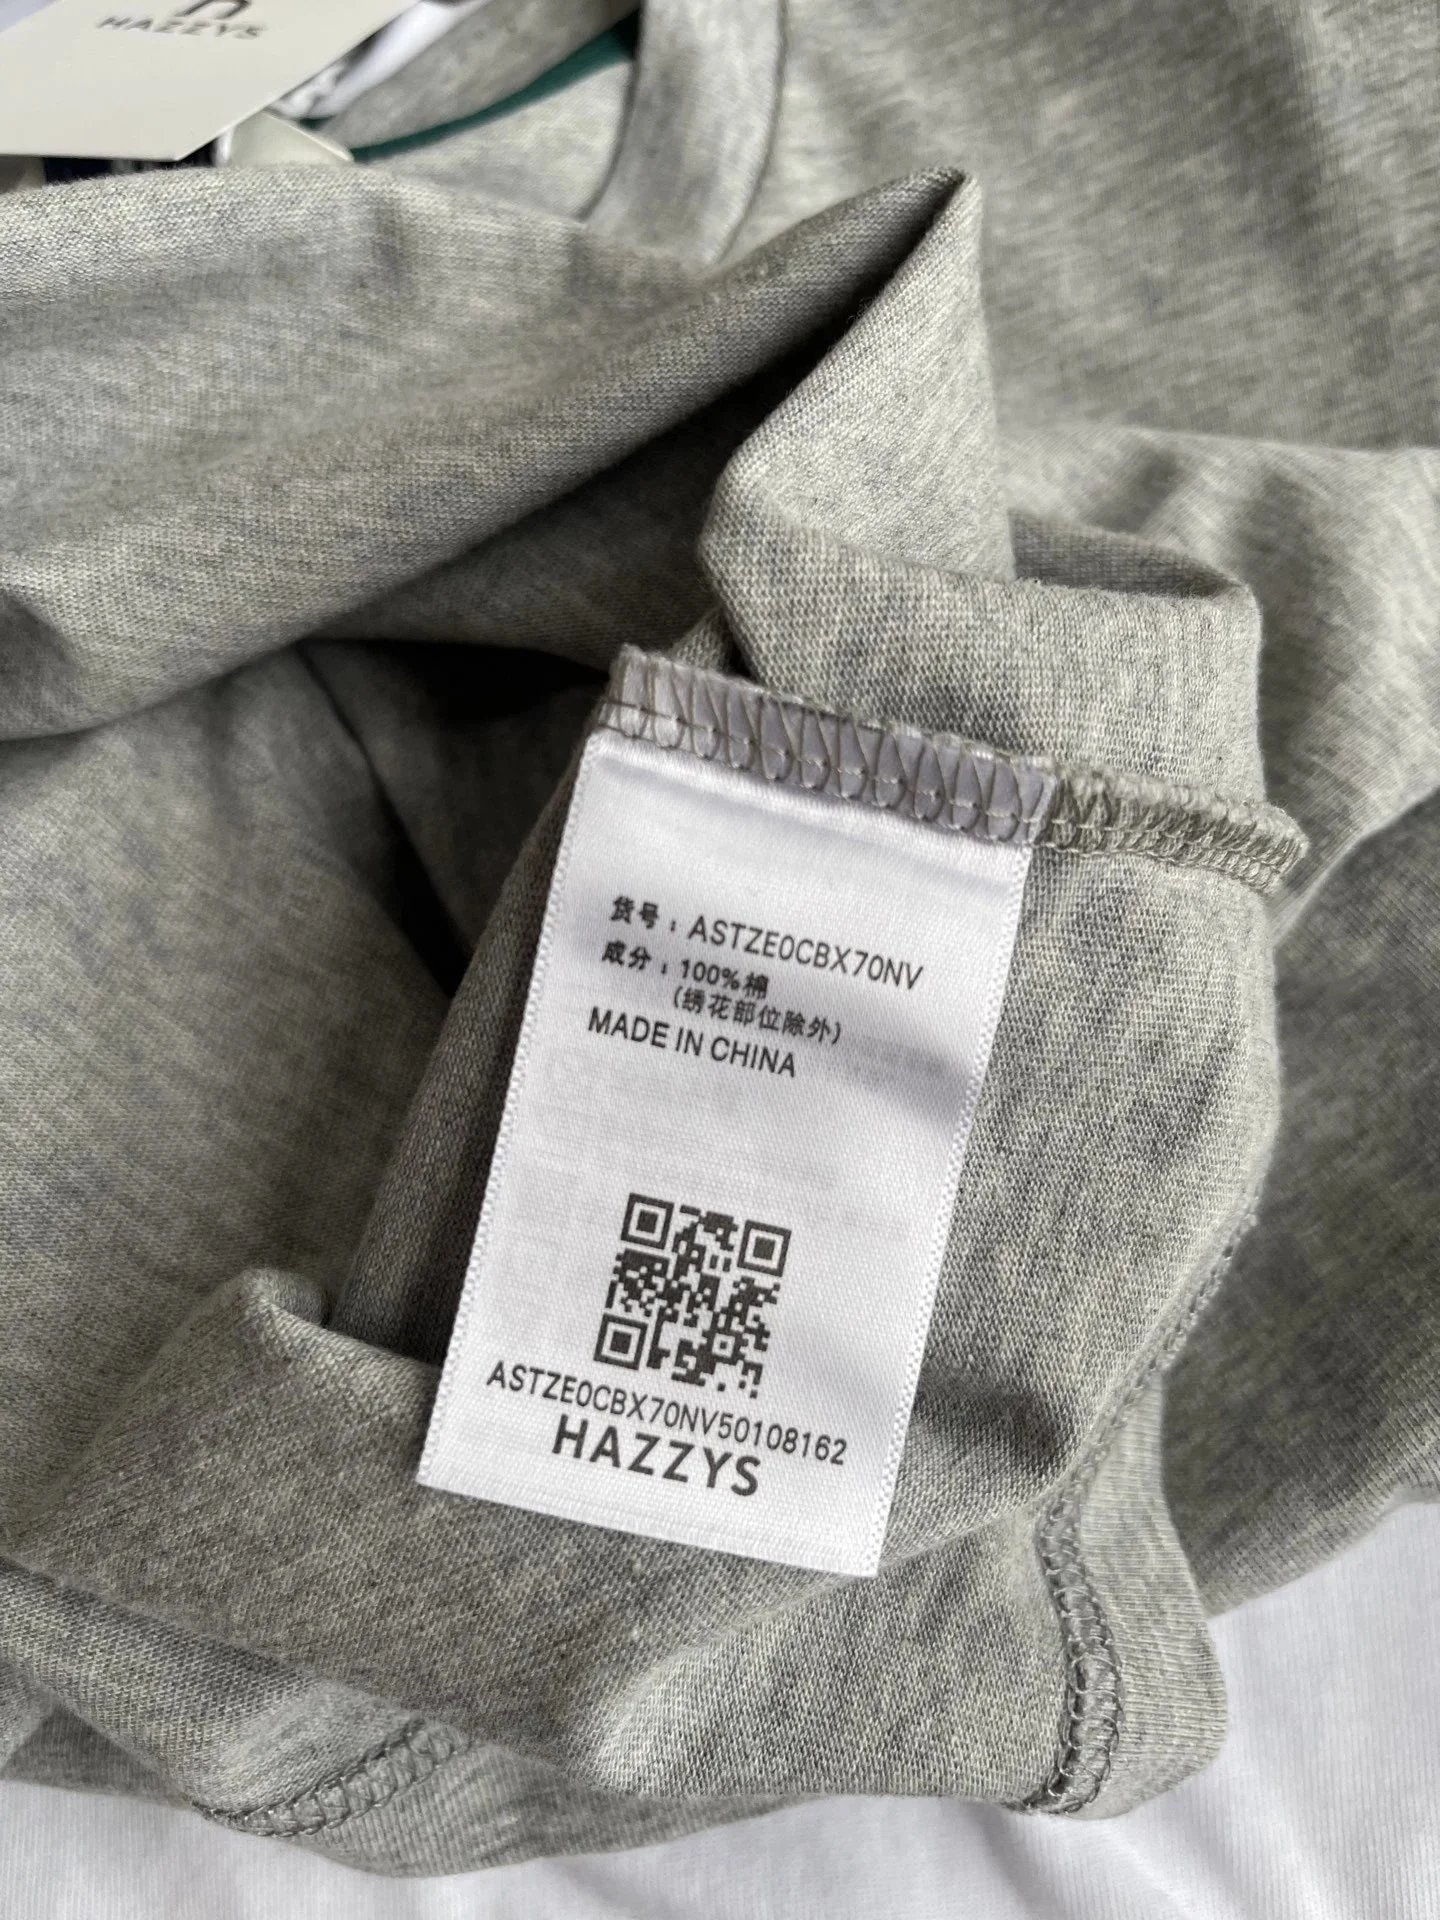 HAZZYS
货号：ASTZE0CBX70NV
成分：100%棉
(绣花部位除外)
MADE IN CHINA
ASTZE0CBX70NV50108162
HAZZYS